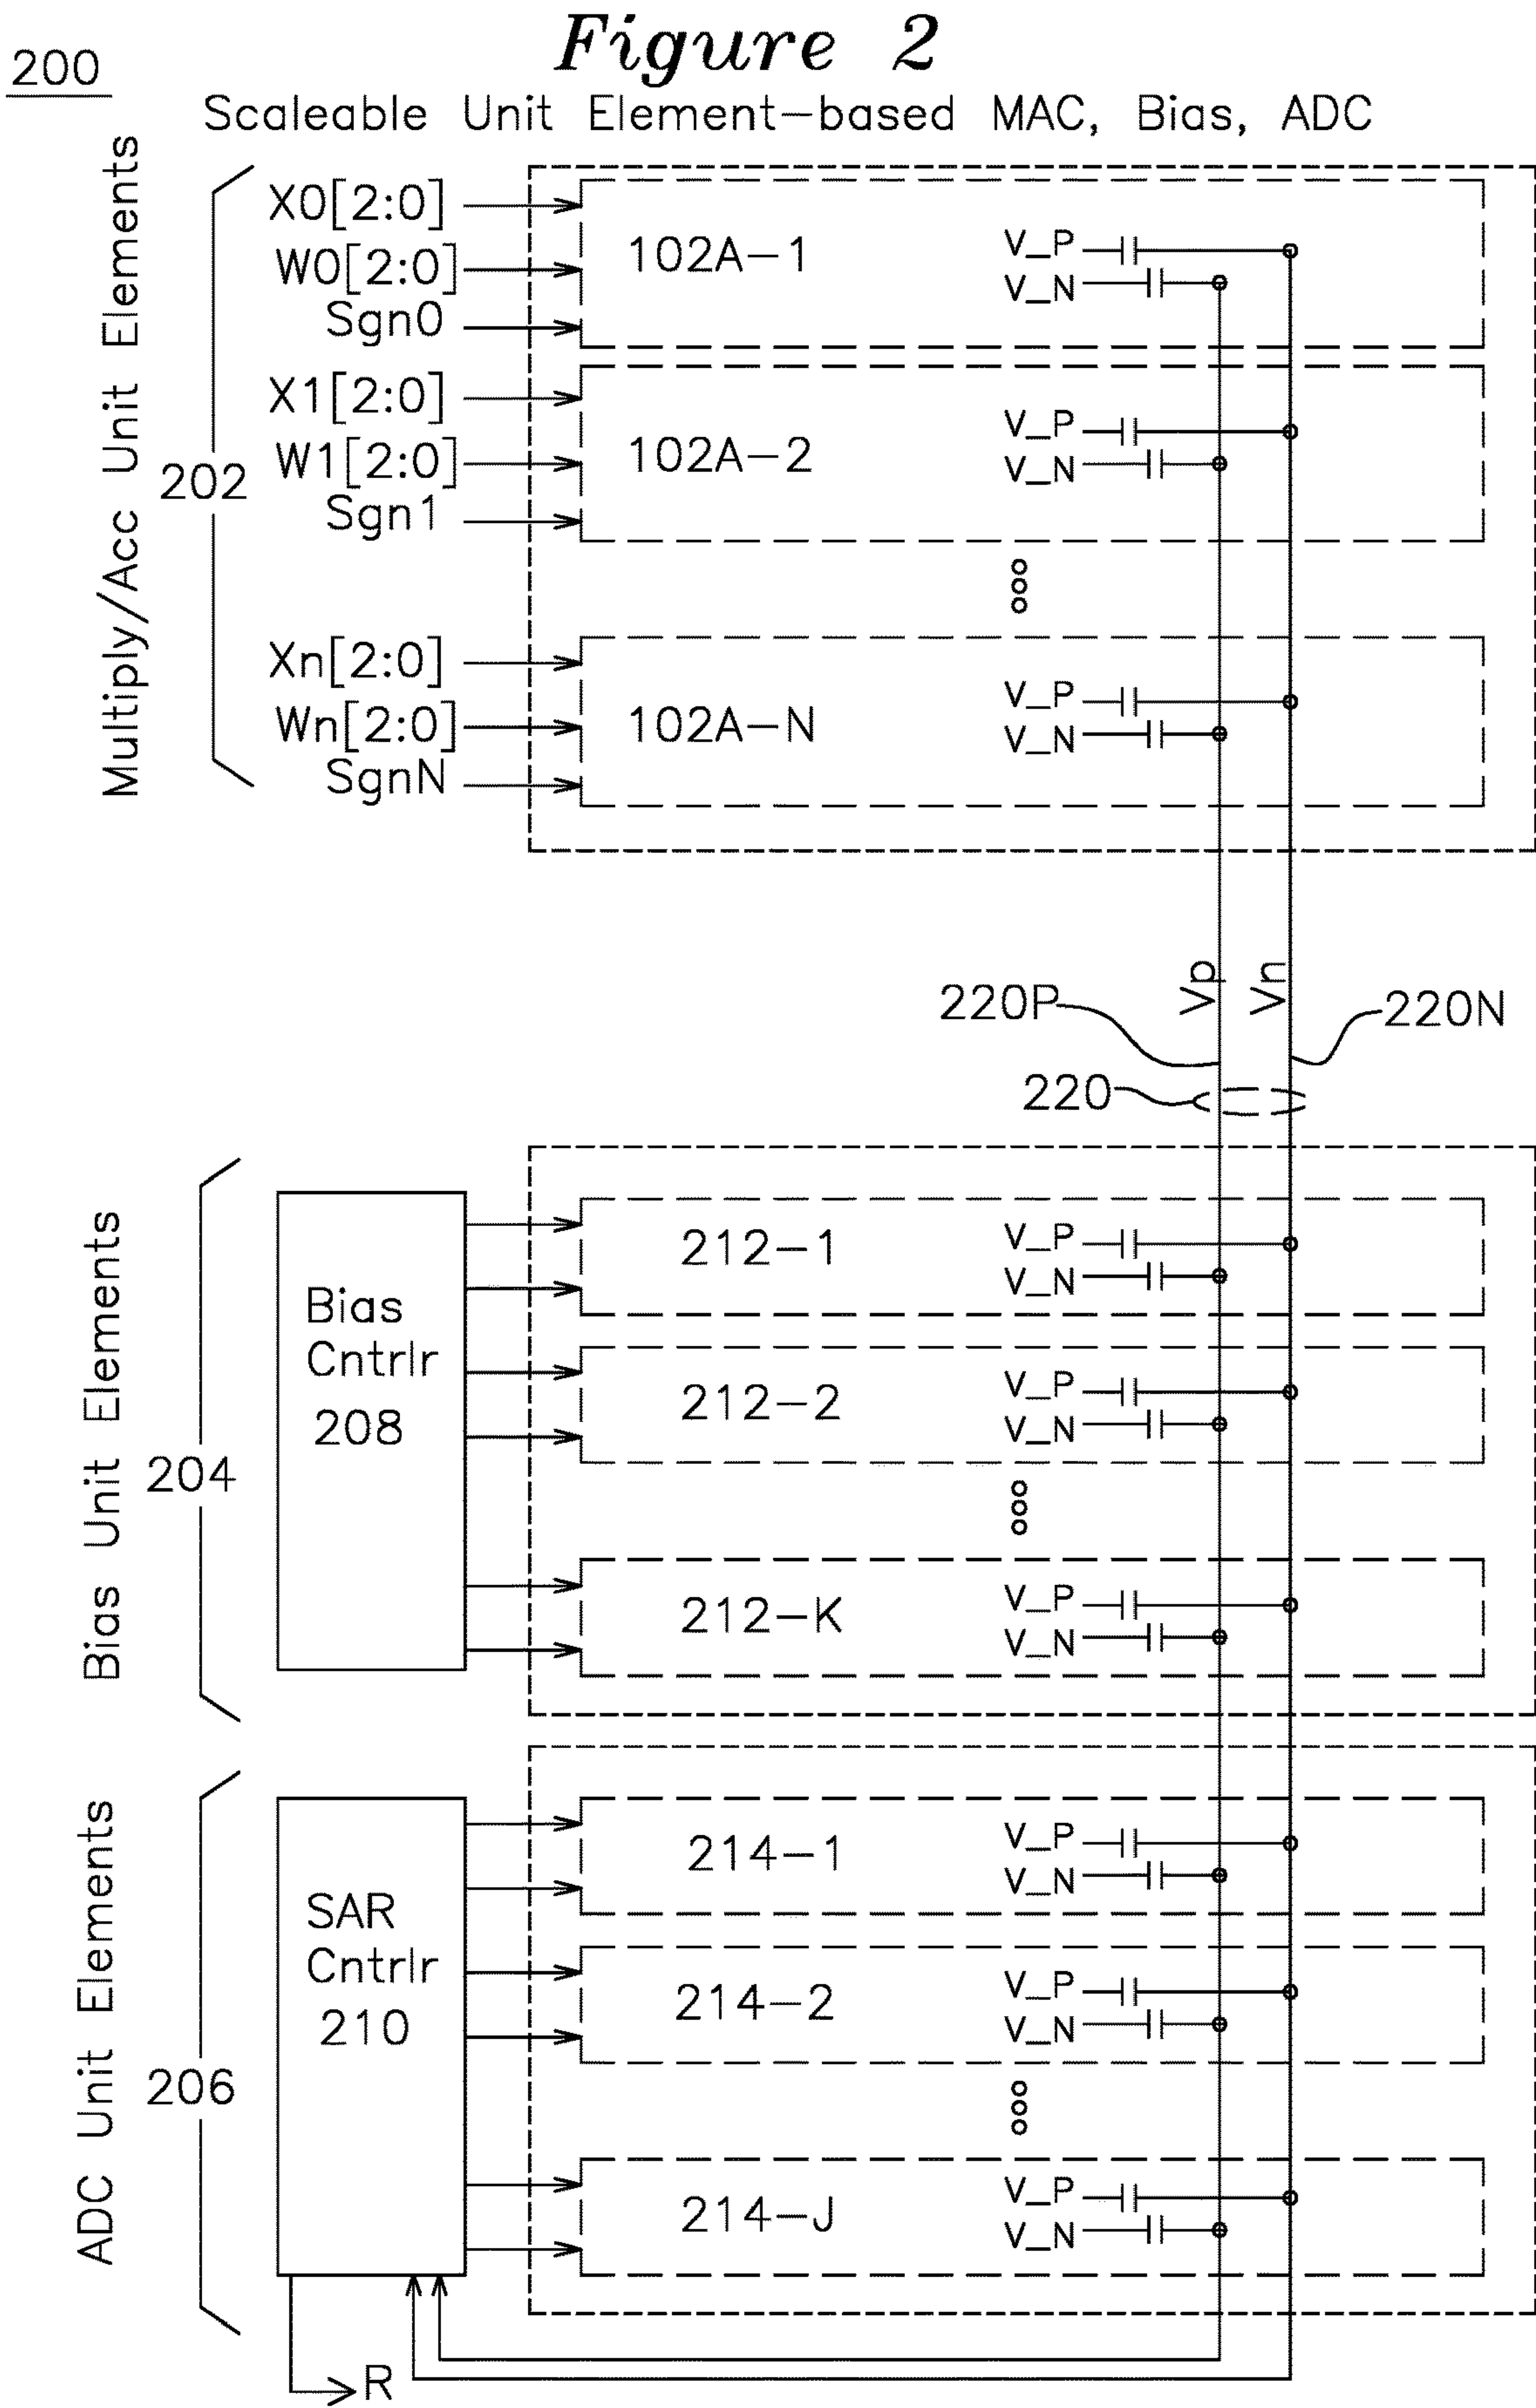 Figure 2
200
Scaleable Unit Element-based MAC, Bias, ADC
Multiply/Acc Unit Elements
202
X0[2:0]
W0[2:0]
Sgn0
102A-1
V_P
V_N
X1[2:0]
W1[2:0]
Sgn1
102A-2
V_P
V_N
Xn[2:0]
Wn[2:0]
SgnN
102A-N
V_P
V_N
Vp
Vn
220P
220N
220
Bias Unit Elements
204
Bias
Cntrlr
208
212-1
V_P
V_N
212-2
V_P
V_N
212-K
V_P
V_N
ADC Unit Elements
206
SAR
Cntrlr
210
214-1
V_P
V_N
214-2
V_P
V_N
214-J
V_P
V_N
R